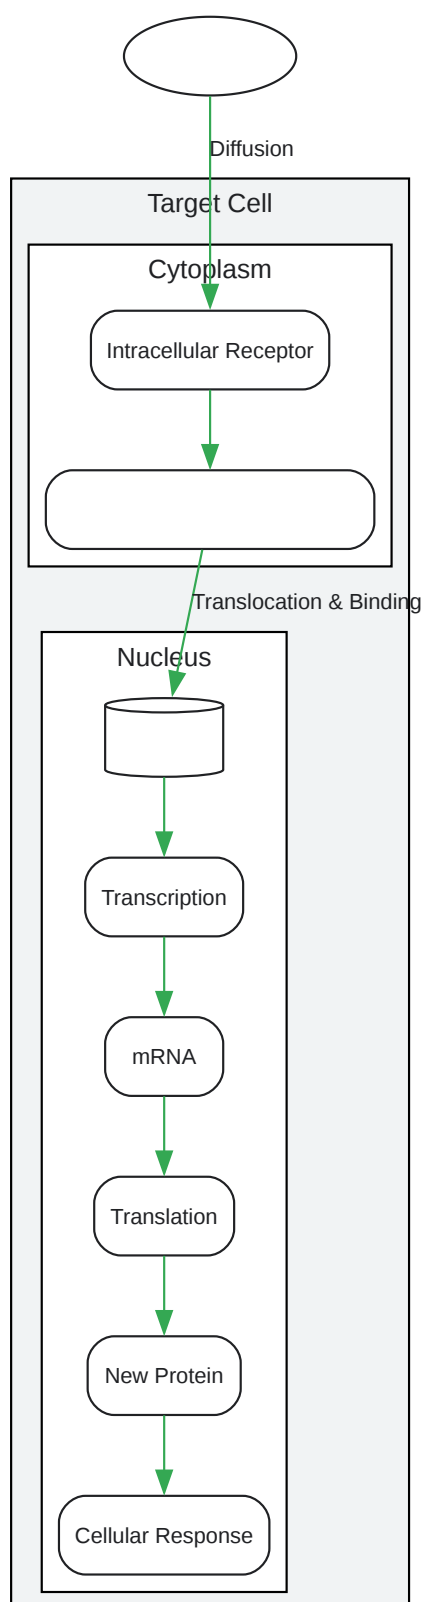 Diffusion
Target Cell
Cytoplasm
Intracellular Receptor
Translocation & Binding
Nucleus
Transcription
mRNA
Translation
New Protein
Cellular Response